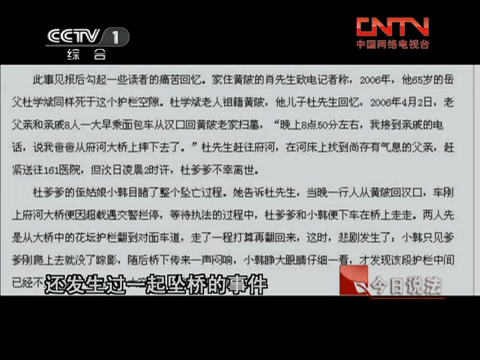 CCTV 1
综合
CNTV
中国网络电视台
此事见报后勾起一些读者的痛苦回忆。家住黄陂的肖先生致电记者称，2006年，他65岁的岳
父杜学斌同样死于这个护栏空隙。杜学斌老人祖籍黄陂，他儿子杜先生回忆，2006年4月2日，老
父亲和亲戚8人一大早乘面包车从汉口回黄陂老家扫墓，“晚上8点50分左右，我接到亲戚的电
话，说我爸爸从府河大桥上摔下去了。”杜先生赶往府河，在河床上找到尚存有气息的父亲，赶
紧送往161医院，但次日凌晨2时许，杜爹爹不幸离世。
杜爹爹的侄姑娘小韩目睹了整个坠亡过程。她告诉杜先生，当晚一行人从黄陂回汉口，车刚
上府河大桥便因超载遇交警拦停，等待执法的过程中，杜爹爹和小韩便下车在桥上走走。两人先
是从大桥中的花坛护栏翻到对面车道，走了一程打算再翻回来，这时，悲剧发生了：小韩只见爹
爹刚爬上去就没了踪影，随后桥下传来一声闷响，小韩睁大眼睛仔细一看，才发现该段护栏中间
已经不
还发生过一起坠桥的事件
今日说法